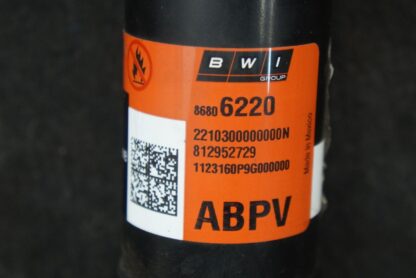 BWI
GROUP
8680 6220
2210300000000N
812952729
1123160P9G000000
ABPV
Made in Mexico